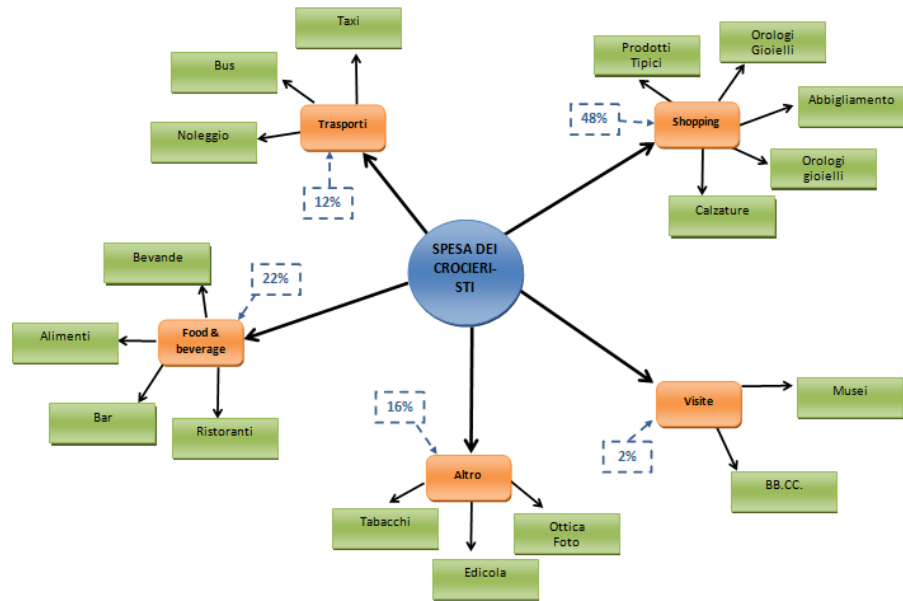 Taxi
Bus
Noleggio
Trasporti
12%
Prodotti
Tipici
Orologi
Gioielli
Abbigliamento
48%
Shopping
Orologi
gioielli
Calzature
SPESA DEI
CROCIERI-
STI
Bevande
22%
Alimenti
Food &
beverage
Bar
Ristoranti
16%
Altro
Tabacchi
Edicola
Ottica
Foto
Visite
2%
Musei
BB.CC.